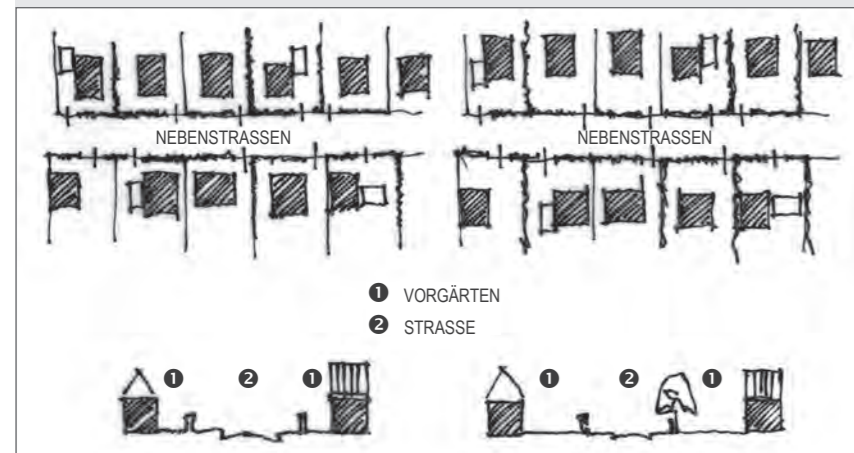 NEBENSTRASSEN NEBENSTRASSEN
❶ VORGÄRTEN
❷ STRASSE
❶ ❷ ❶ ❶ ❷ ❶